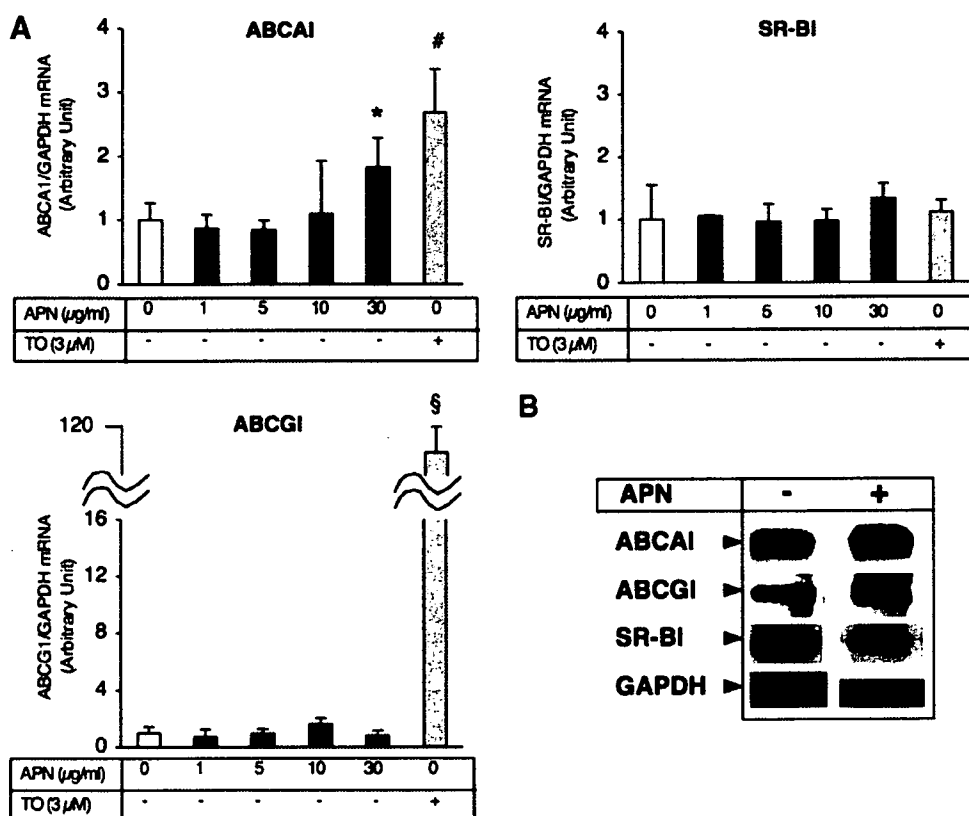 A
ABCAI
ABCA1/GAPDH mRNA
(Arbitrary Unit)
4
3
2
1
0
*
#
APN (µg/ml) 0 1 5 10 30 0
TO (3 µM) - - - - - +
SR-BI
SR-BI/GAPDH mRNA
(Arbitrary Unit)
4
3
2
1
0
APN (µg/ml) 0 1 5 10 30 0
TO (3 µM) - - - - - +
ABCGI
ABCG1/GAPDH mRNA
(Arbitrary Unit)
120
16
12
8
4
0
§
APN (µg/ml) 0 1 5 10 30 0
TO (3 µM) - - - - - +
B
APN - +
ABCAI
ABCGI
SR-BI
GAPDH